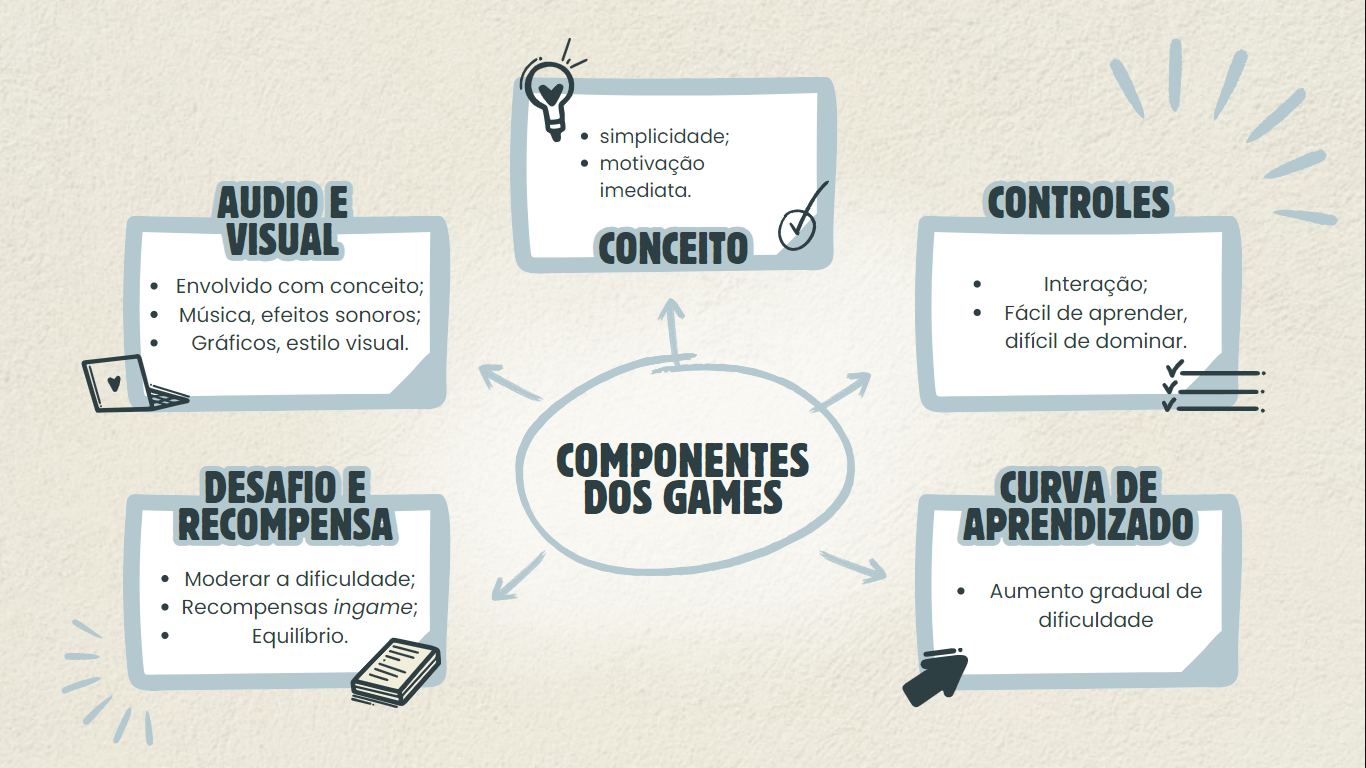 simplicidade;
motivação
imediata.
CONCEITO
AUDIO E
VISUAL
Envolvido com conceito;
Música, efeitos sonoros;
Gráficos, estilo visual.
CONTROLES
Interação;
Fácil de aprender,
difícil de dominar.
COMPONENTES
DOS GAMES
DESAFIO E
RECOMPENSA
Moderar a dificuldade;
Recompensas ingame;
Equilíbrio.
CURVA DE
APRENDIZADO
Aumento gradual de
dificuldade